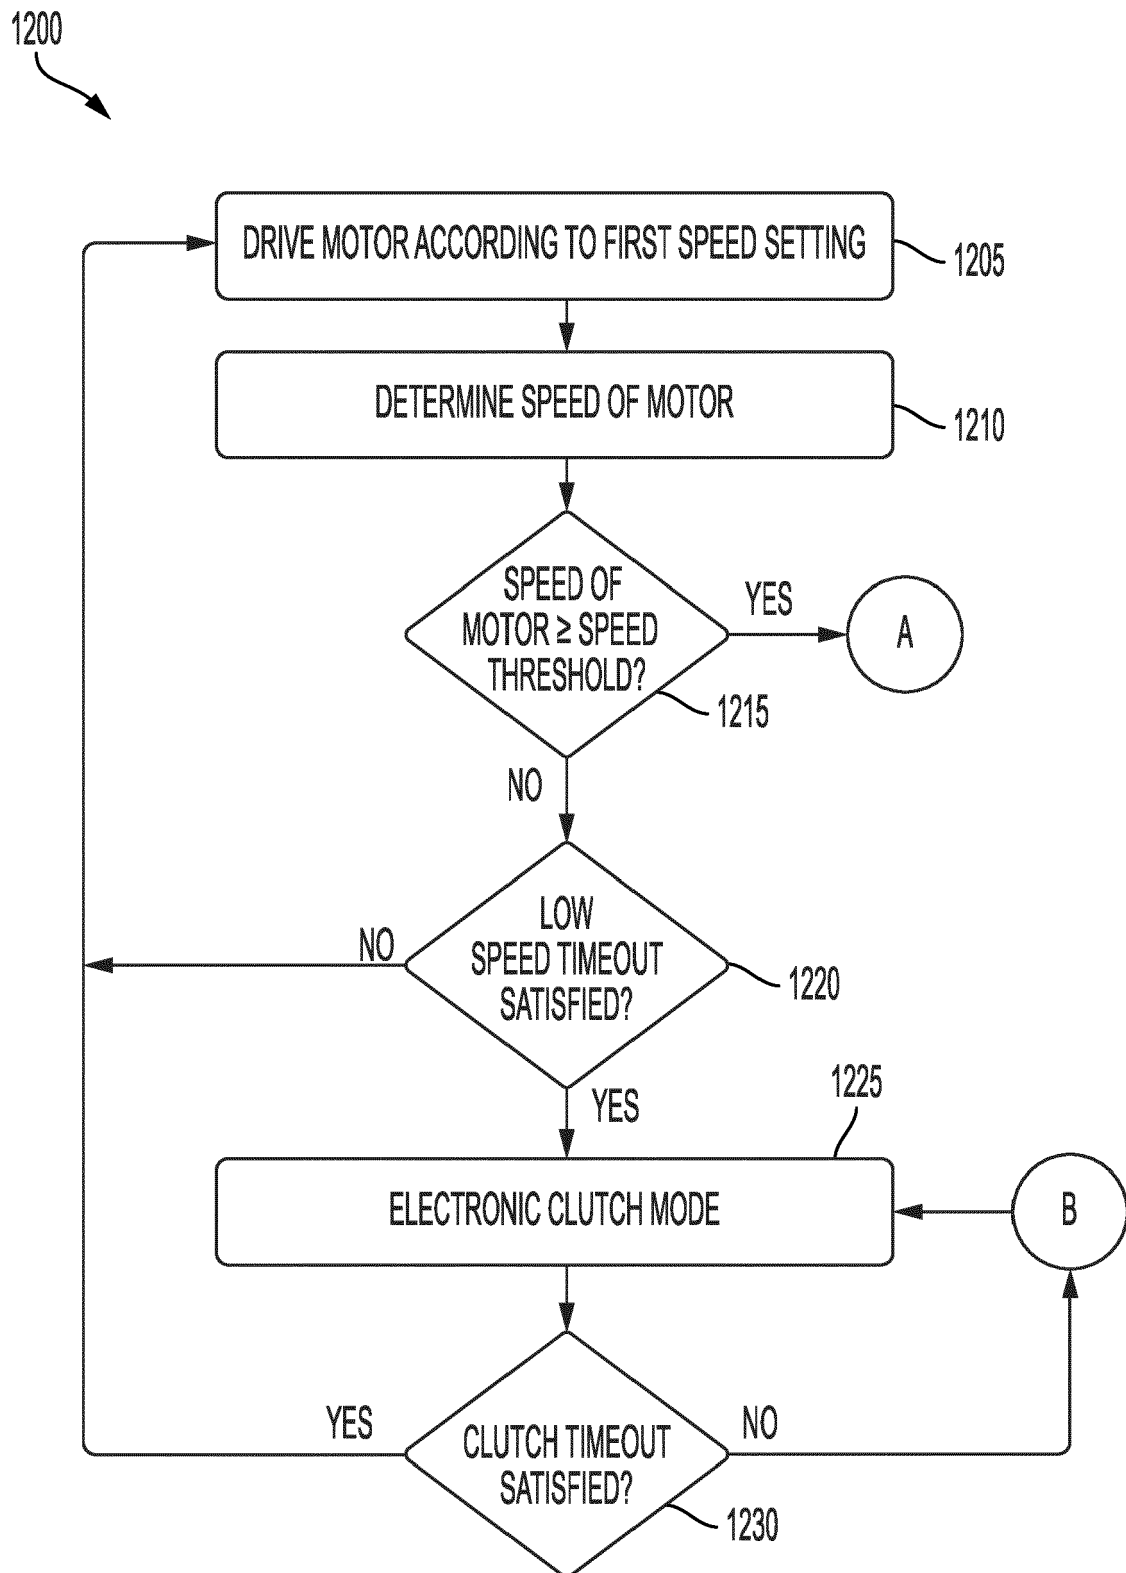 1200
DRIVE MOTOR ACCORDING TO FIRST SPEED SETTING
1205
DETERMINE SPEED OF MOTOR
1210
SPEED OF
MOTOR ≥ SPEED
THRESHOLD?
YES
A
1215
NO
LOW
SPEED TIMEOUT
SATISFIED?
NO
1220
YES
1225
ELECTRONIC CLUTCH MODE
B
YES
CLUTCH TIMEOUT
SATISFIED?
NO
1230